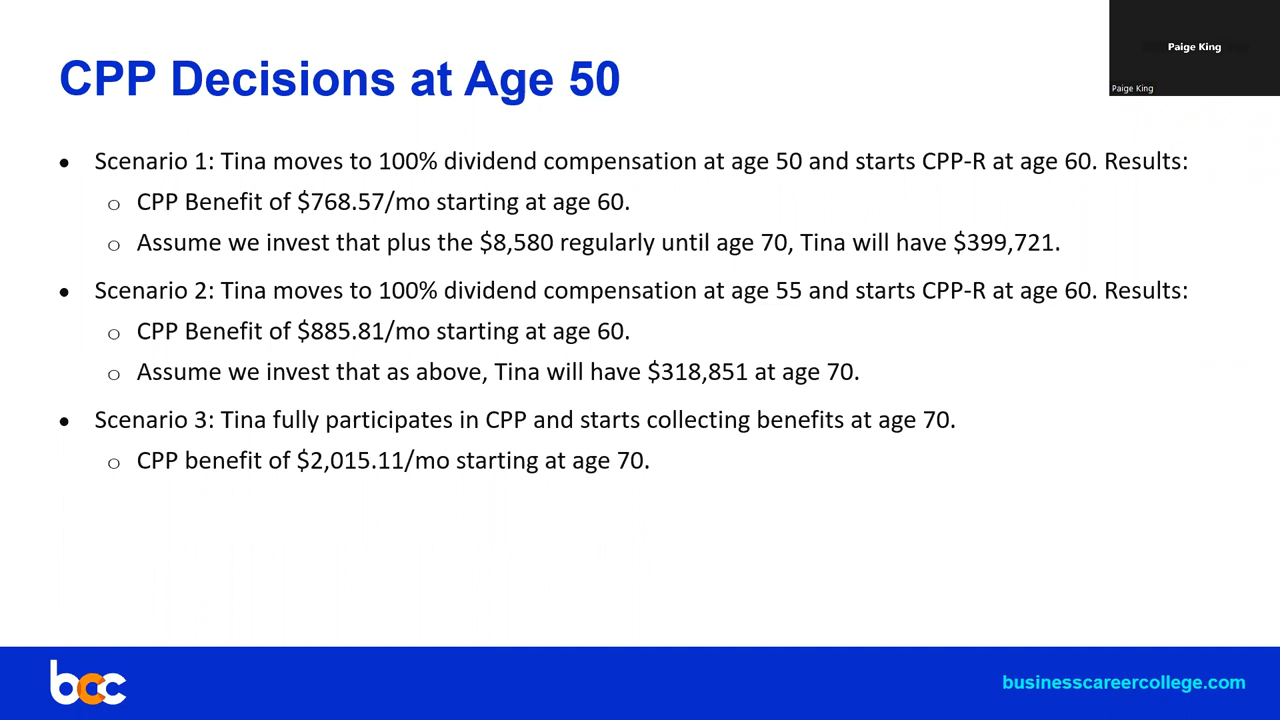 Paige King
Paige King
CPP Decisions at Age 50
• Scenario 1: Tina moves to 100% dividend compensation at age 50 and starts CPP-R at age 60. Results:
○ CPP Benefit of $768.57/mo starting at age 60.
○ Assume we invest that plus the $8,580 regularly until age 70, Tina will have $399,721.
• Scenario 2: Tina moves to 100% dividend compensation at age 55 and starts CPP-R at age 60. Results:
○ CPP Benefit of $885.81/mo starting at age 60.
○ Assume we invest that as above, Tina will have $318,851 at age 70.
• Scenario 3: Tina fully participates in CPP and starts collecting benefits at age 70.
○ CPP benefit of $2,015.11/mo starting at age 70.
bcc
businesscareercollege.com